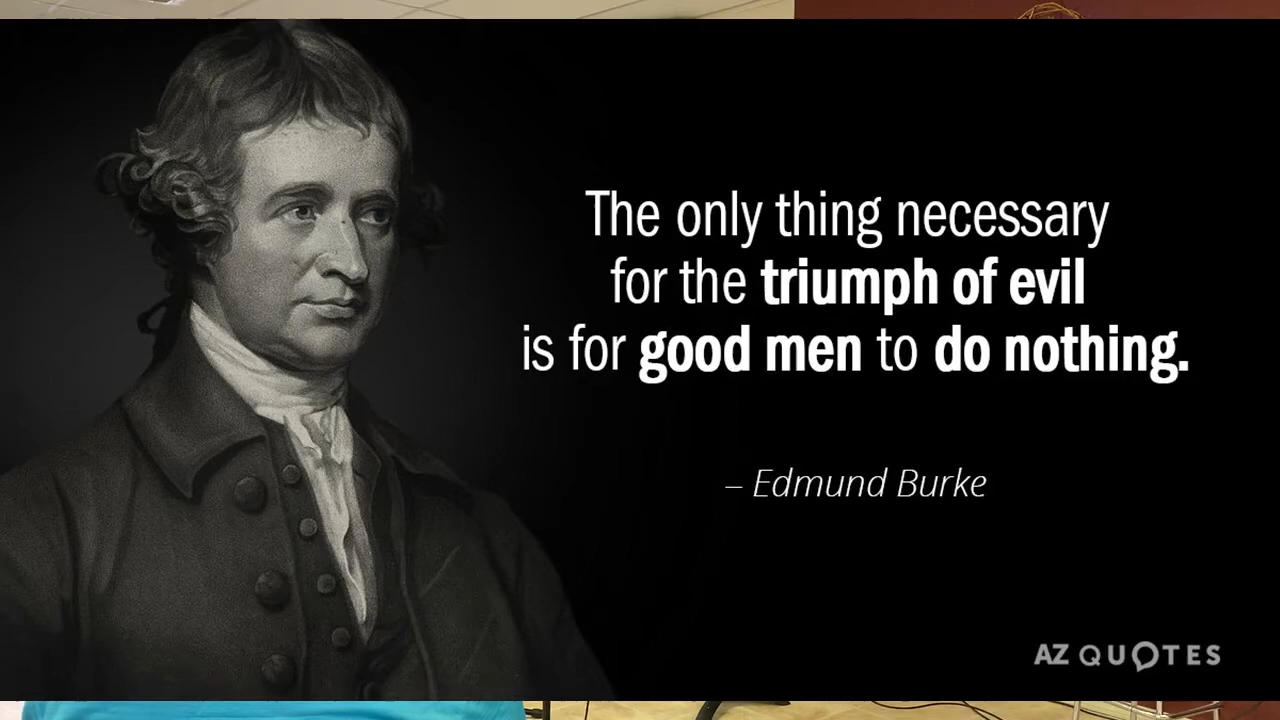 The only thing necessary
for the triumph of evil
is for good men to do nothing.
– Edmund Burke
AZ QUOTES